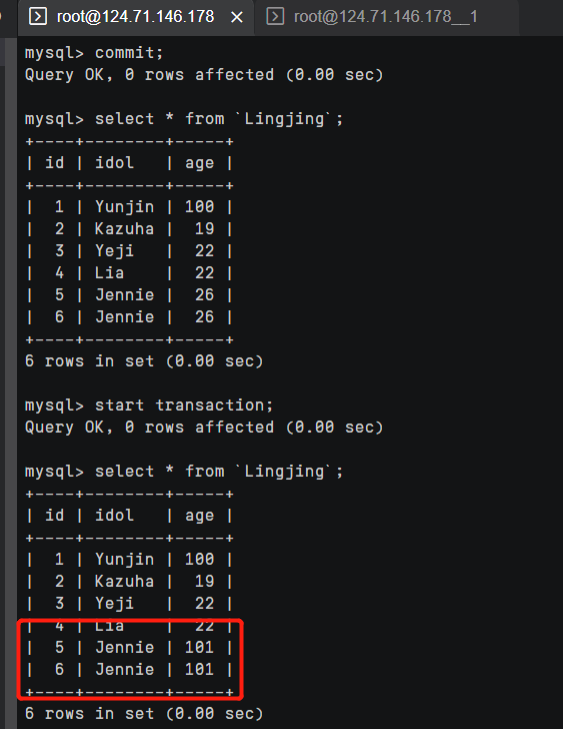 root@124.71.146.178 × root@124.71.146.178__1
mysql> commit;
Query OK, 0 rows affected (0.00 sec)
mysql> select * from `Lingjing`;
+----+--------+-----+
| id | idol   | age |
+----+--------+-----+
|  1 | Yunjin | 100 |
|  2 | Kazuha |  19 |
|  3 | Yeji   |  22 |
|  4 | Lia    |  22 |
|  5 | Jennie |  26 |
|  6 | Jennie |  26 |
+----+--------+-----+
6 rows in set (0.00 sec)
mysql> start transaction;
Query OK, 0 rows affected (0.00 sec)
mysql> select * from `Lingjing`;
+----+--------+-----+
| id | idol   | age |
+----+--------+-----+
|  1 | Yunjin | 100 |
|  2 | Kazuha |  19 |
|  3 | Yeji   |  22 |
|  4 | Lia    |  22 |
|  5 | Jennie | 101 |
|  6 | Jennie | 101 |
+----+--------+-----+
6 rows in set (0.00 sec)